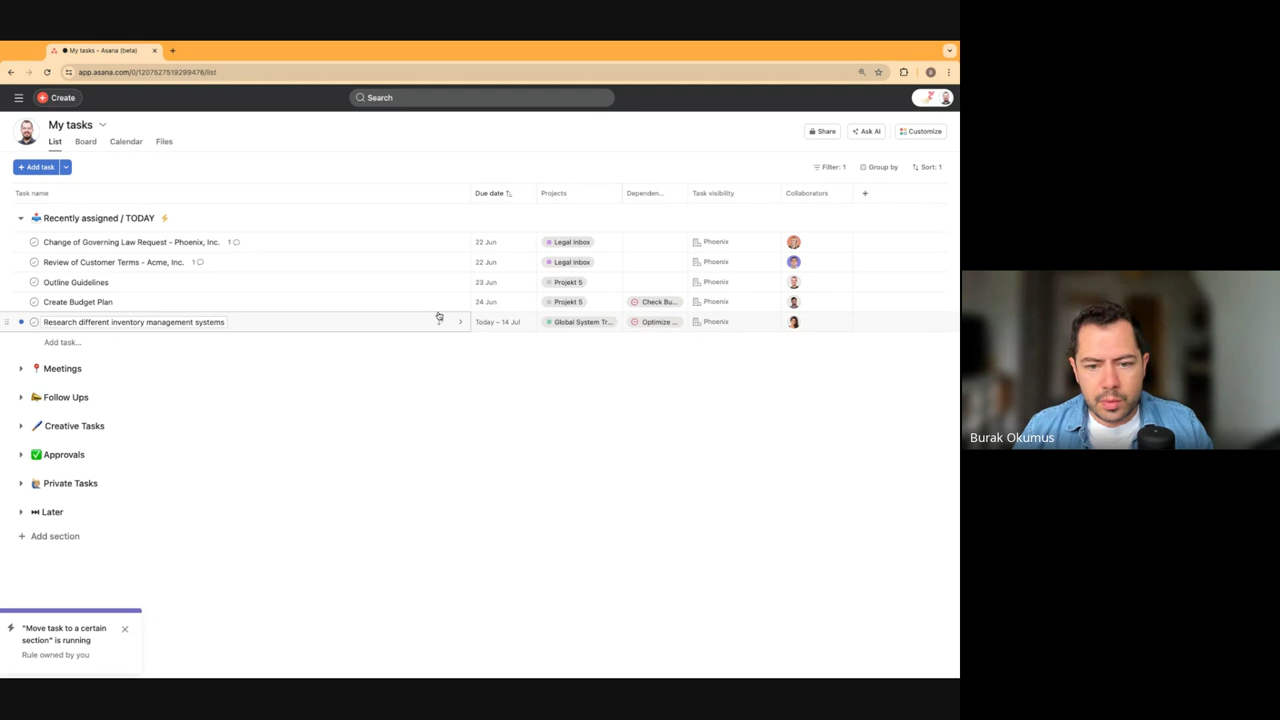 My tasks – Asana (beta)
app.asana.com/0/1207527519299476/list
Create
Search
My tasks
List Board Calendar Files
Share Ask AI Customize
+ Add task
Filter: 1 Group by Sort: 1
Task name Due date Projects Dependen... Task visibility Collaborators +
Recently assigned / TODAY
Change of Governing Law Request - Phoenix, Inc. 1 22 Jun Legal Inbox Phoenix
Review of Customer Terms - Acme, Inc. 1 22 Jun Legal Inbox Phoenix
Outline Guidelines 23 Jun Projekt 5 Phoenix
Create Budget Plan 24 Jun Projekt 5 Check Bu... Phoenix
Research different inventory management systems Today – 14 Jul Global System Tr... Optimize ... Phoenix
Add task...
Meetings
Follow Ups
Creative Tasks
Approvals
Private Tasks
Later
+ Add section
"Move task to a certain
section" is running
Rule owned by you
Burak Okumus